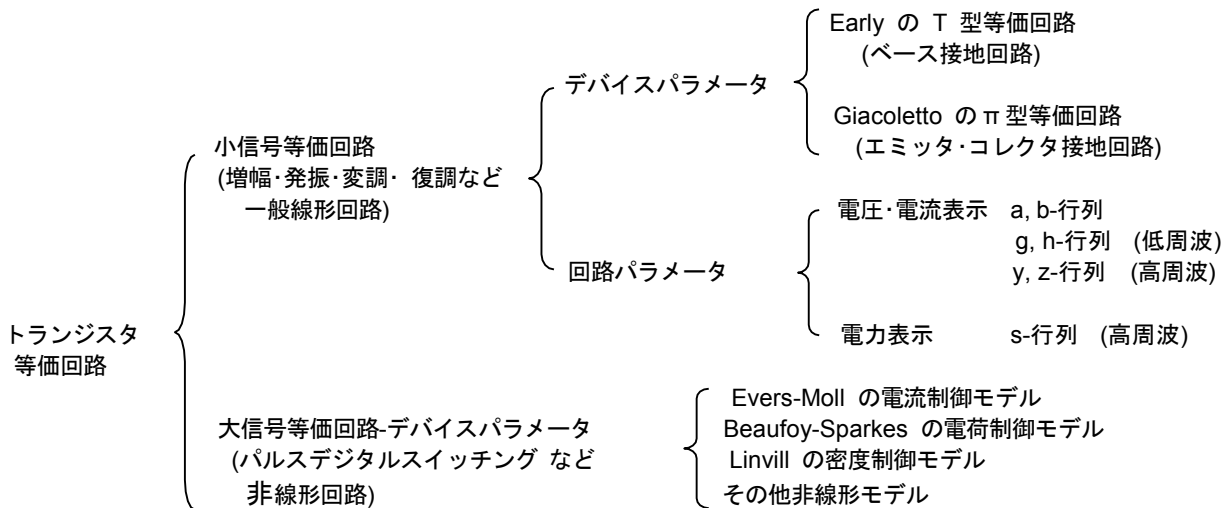 トランジスタ
等価回路
小信号等価回路
(増幅･発振･変調･ 復調など
一般線形回路)
デバイスパラメータ
Early の T 型等価回路
(ベース接地回路)
Giacoletto の π 型等価回路
(エミッタ･コレクタ接地回路)
回路パラメータ
電圧･電流表示 a, b-行列
g, h-行列 (低周波)
y, z-行列 (高周波)
電力表示 s-行列 (高周波)
大信号等価回路-デバイスパラメータ
(パルスデジタルスイッチング など
非線形回路)
Evers-Moll の電流制御モデル
Beaufoy-Sparkes の電荷制御モデル
Linvill の密度制御モデル
その他非線形モデル